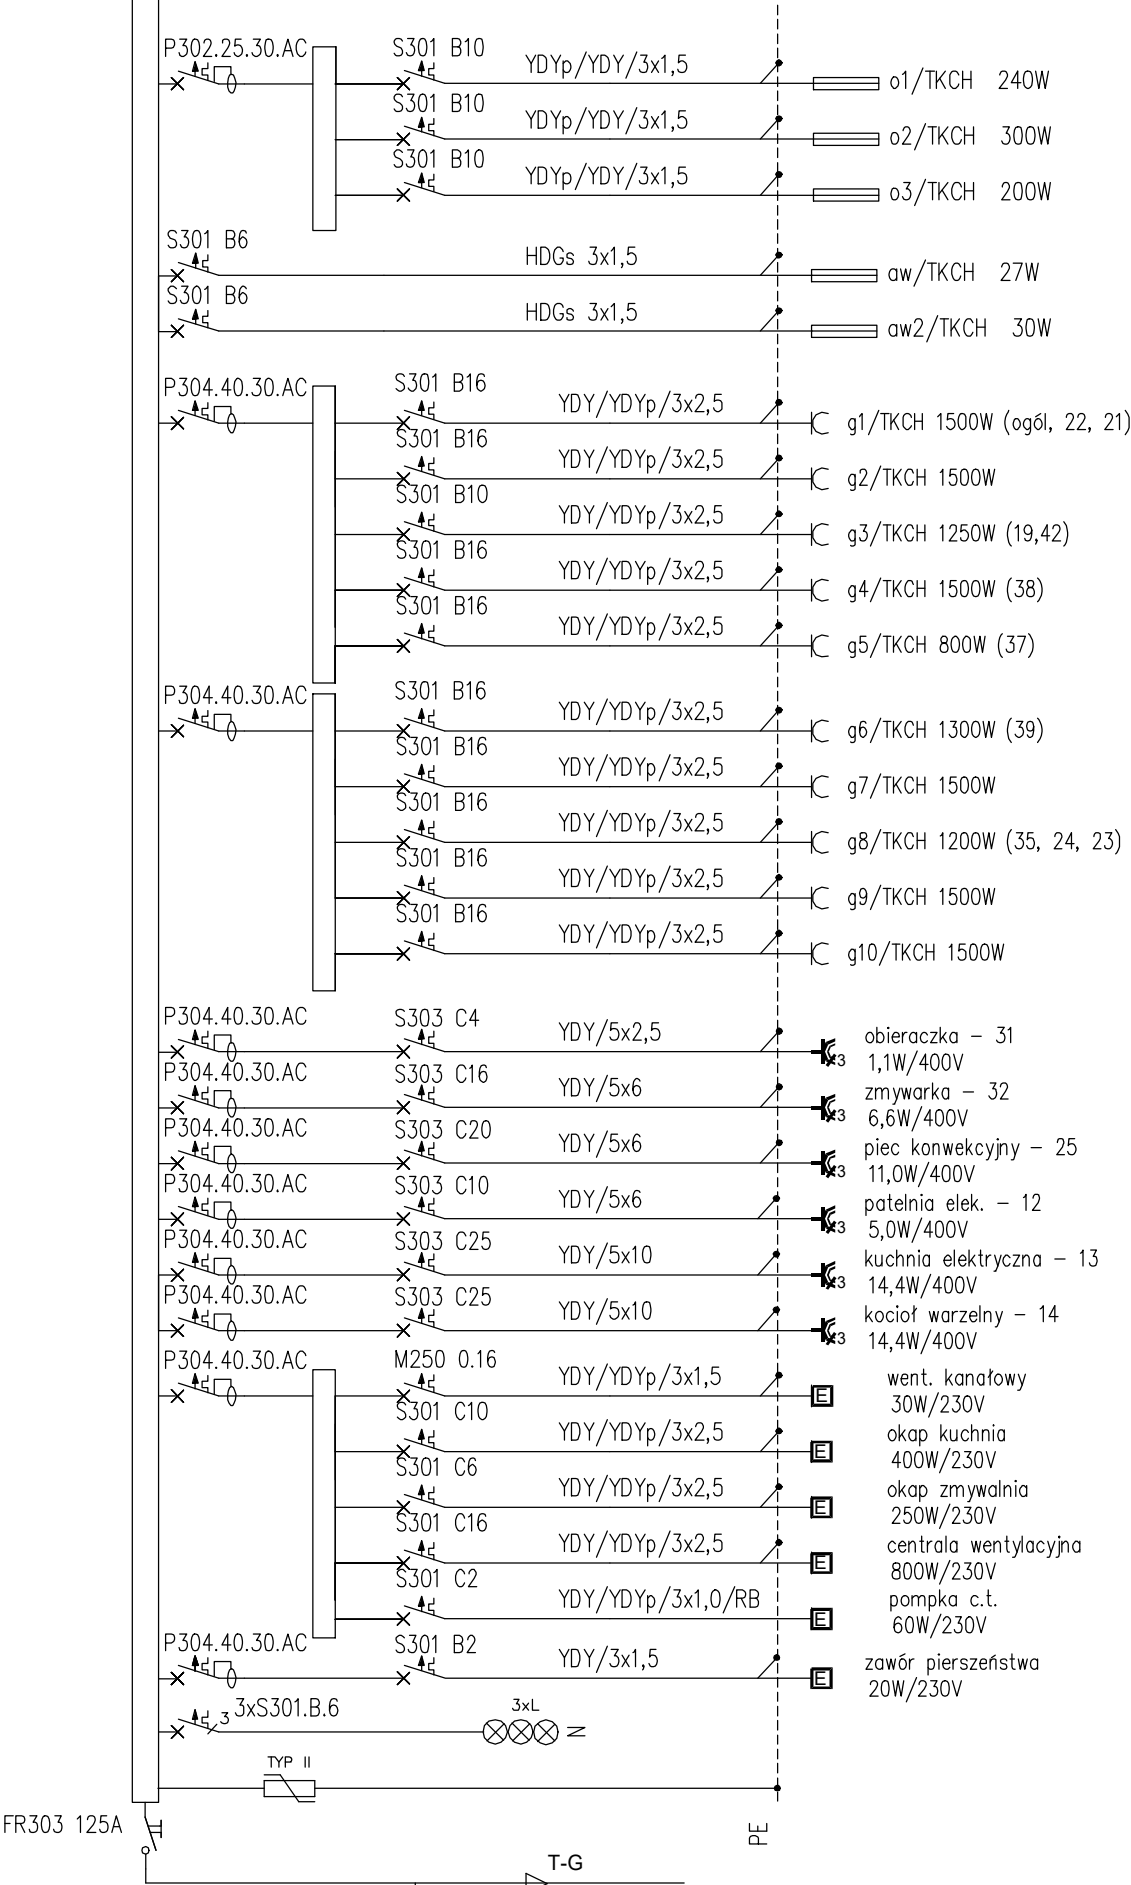 P302.25.30.AC
S301 B10
YDYp/YDY/3x1,5
o1/TKCH 240W
S301 B10
YDYp/YDY/3x1,5
o2/TKCH 300W
S301 B10
YDYp/YDY/3x1,5
o3/TKCH 200W
S301 B6
HDGs 3x1,5
aw/TKCH 27W
S301 B6
HDGs 3x1,5
aw2/TKCH 30W
P304.40.30.AC
S301 B16
YDY/YDYp/3x2,5
g1/TKCH 1500W (ogól, 22, 21)
S301 B16
YDY/YDYp/3x2,5
g2/TKCH 1500W
S301 B10
YDY/YDYp/3x2,5
g3/TKCH 1250W (19,42)
S301 B16
YDY/YDYp/3x2,5
g4/TKCH 1500W (38)
S301 B16
YDY/YDYp/3x2,5
g5/TKCH 800W (37)
P304.40.30.AC
S301 B16
YDY/YDYp/3x2,5
g6/TKCH 1300W (39)
S301 B16
YDY/YDYp/3x2,5
g7/TKCH 1500W
S301 B16
YDY/YDYp/3x2,5
g8/TKCH 1200W (35, 24, 23)
S301 B16
YDY/YDYp/3x2,5
g9/TKCH 1500W
S301 B16
YDY/YDYp/3x2,5
g10/TKCH 1500W
P304.40.30.AC
S303 C4
YDY/5x2,5
3
obieraczka – 31
1,1W/400V
P304.40.30.AC
S303 C16
YDY/5x6
3
zmywarka – 32
6,6W/400V
P304.40.30.AC
S303 C20
YDY/5x6
3
piec konwekcyjny – 25
11,0W/400V
P304.40.30.AC
S303 C10
YDY/5x6
3
patelnia elek. – 12
5,0W/400V
P304.40.30.AC
S303 C25
YDY/5x10
3
kuchnia elektryczna – 13
14,4W/400V
P304.40.30.AC
S303 C25
YDY/5x10
3
kocioł warzelny – 14
14,4W/400V
P304.40.30.AC
M250 0.16
YDY/YDYp/3x1,5
E
went. kanałowy
30W/230V
S301 C10
YDY/YDYp/3x2,5
E
okap kuchnia
400W/230V
S301 C6
YDY/YDYp/3x2,5
E
okap zmywalnia
250W/230V
S301 C16
YDY/YDYp/3x2,5
E
centrala wentylacyjna
800W/230V
S301 C2
YDY/YDYp/3x1,0/RB
E
pompka c.t.
60W/230V
P304.40.30.AC
S301 B2
YDY/3x1,5
E
zawór pierszeństwa
20W/230V
3
3xS301.B.6
3xL
N
TYP II
FR303 125A
PE
T-G